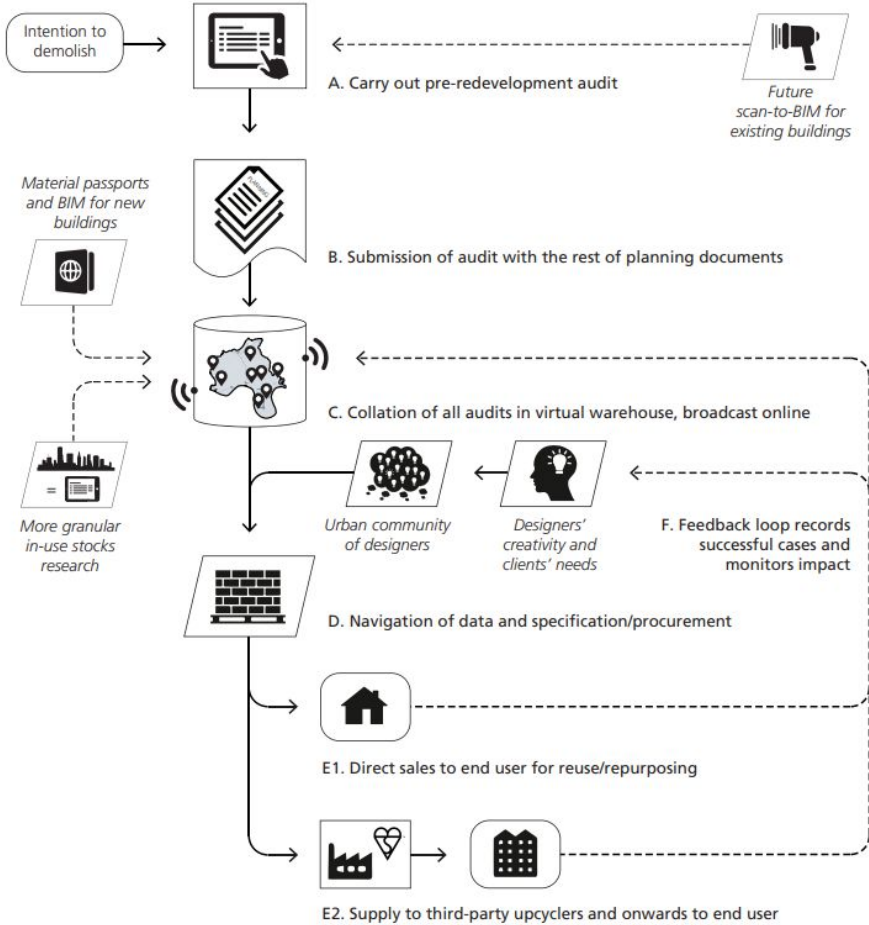 Intention to
demolish
A. Carry out pre-redevelopment audit
Future
scan-to-BIM for
existing buildings
Material passports
and BIM for new
buildings
PLANNING
B. Submission of audit with the rest of planning documents
C. Collation of all audits in virtual warehouse, broadcast online
=
More granular
in-use stocks
research
Urban community
of designers
Designers'
creativity and
clients' needs
F. Feedback loop records
successful cases and
monitors impact
D. Navigation of data and specification/procurement
E1. Direct sales to end user for reuse/repurposing
E2. Supply to third-party upcyclers and onwards to end user